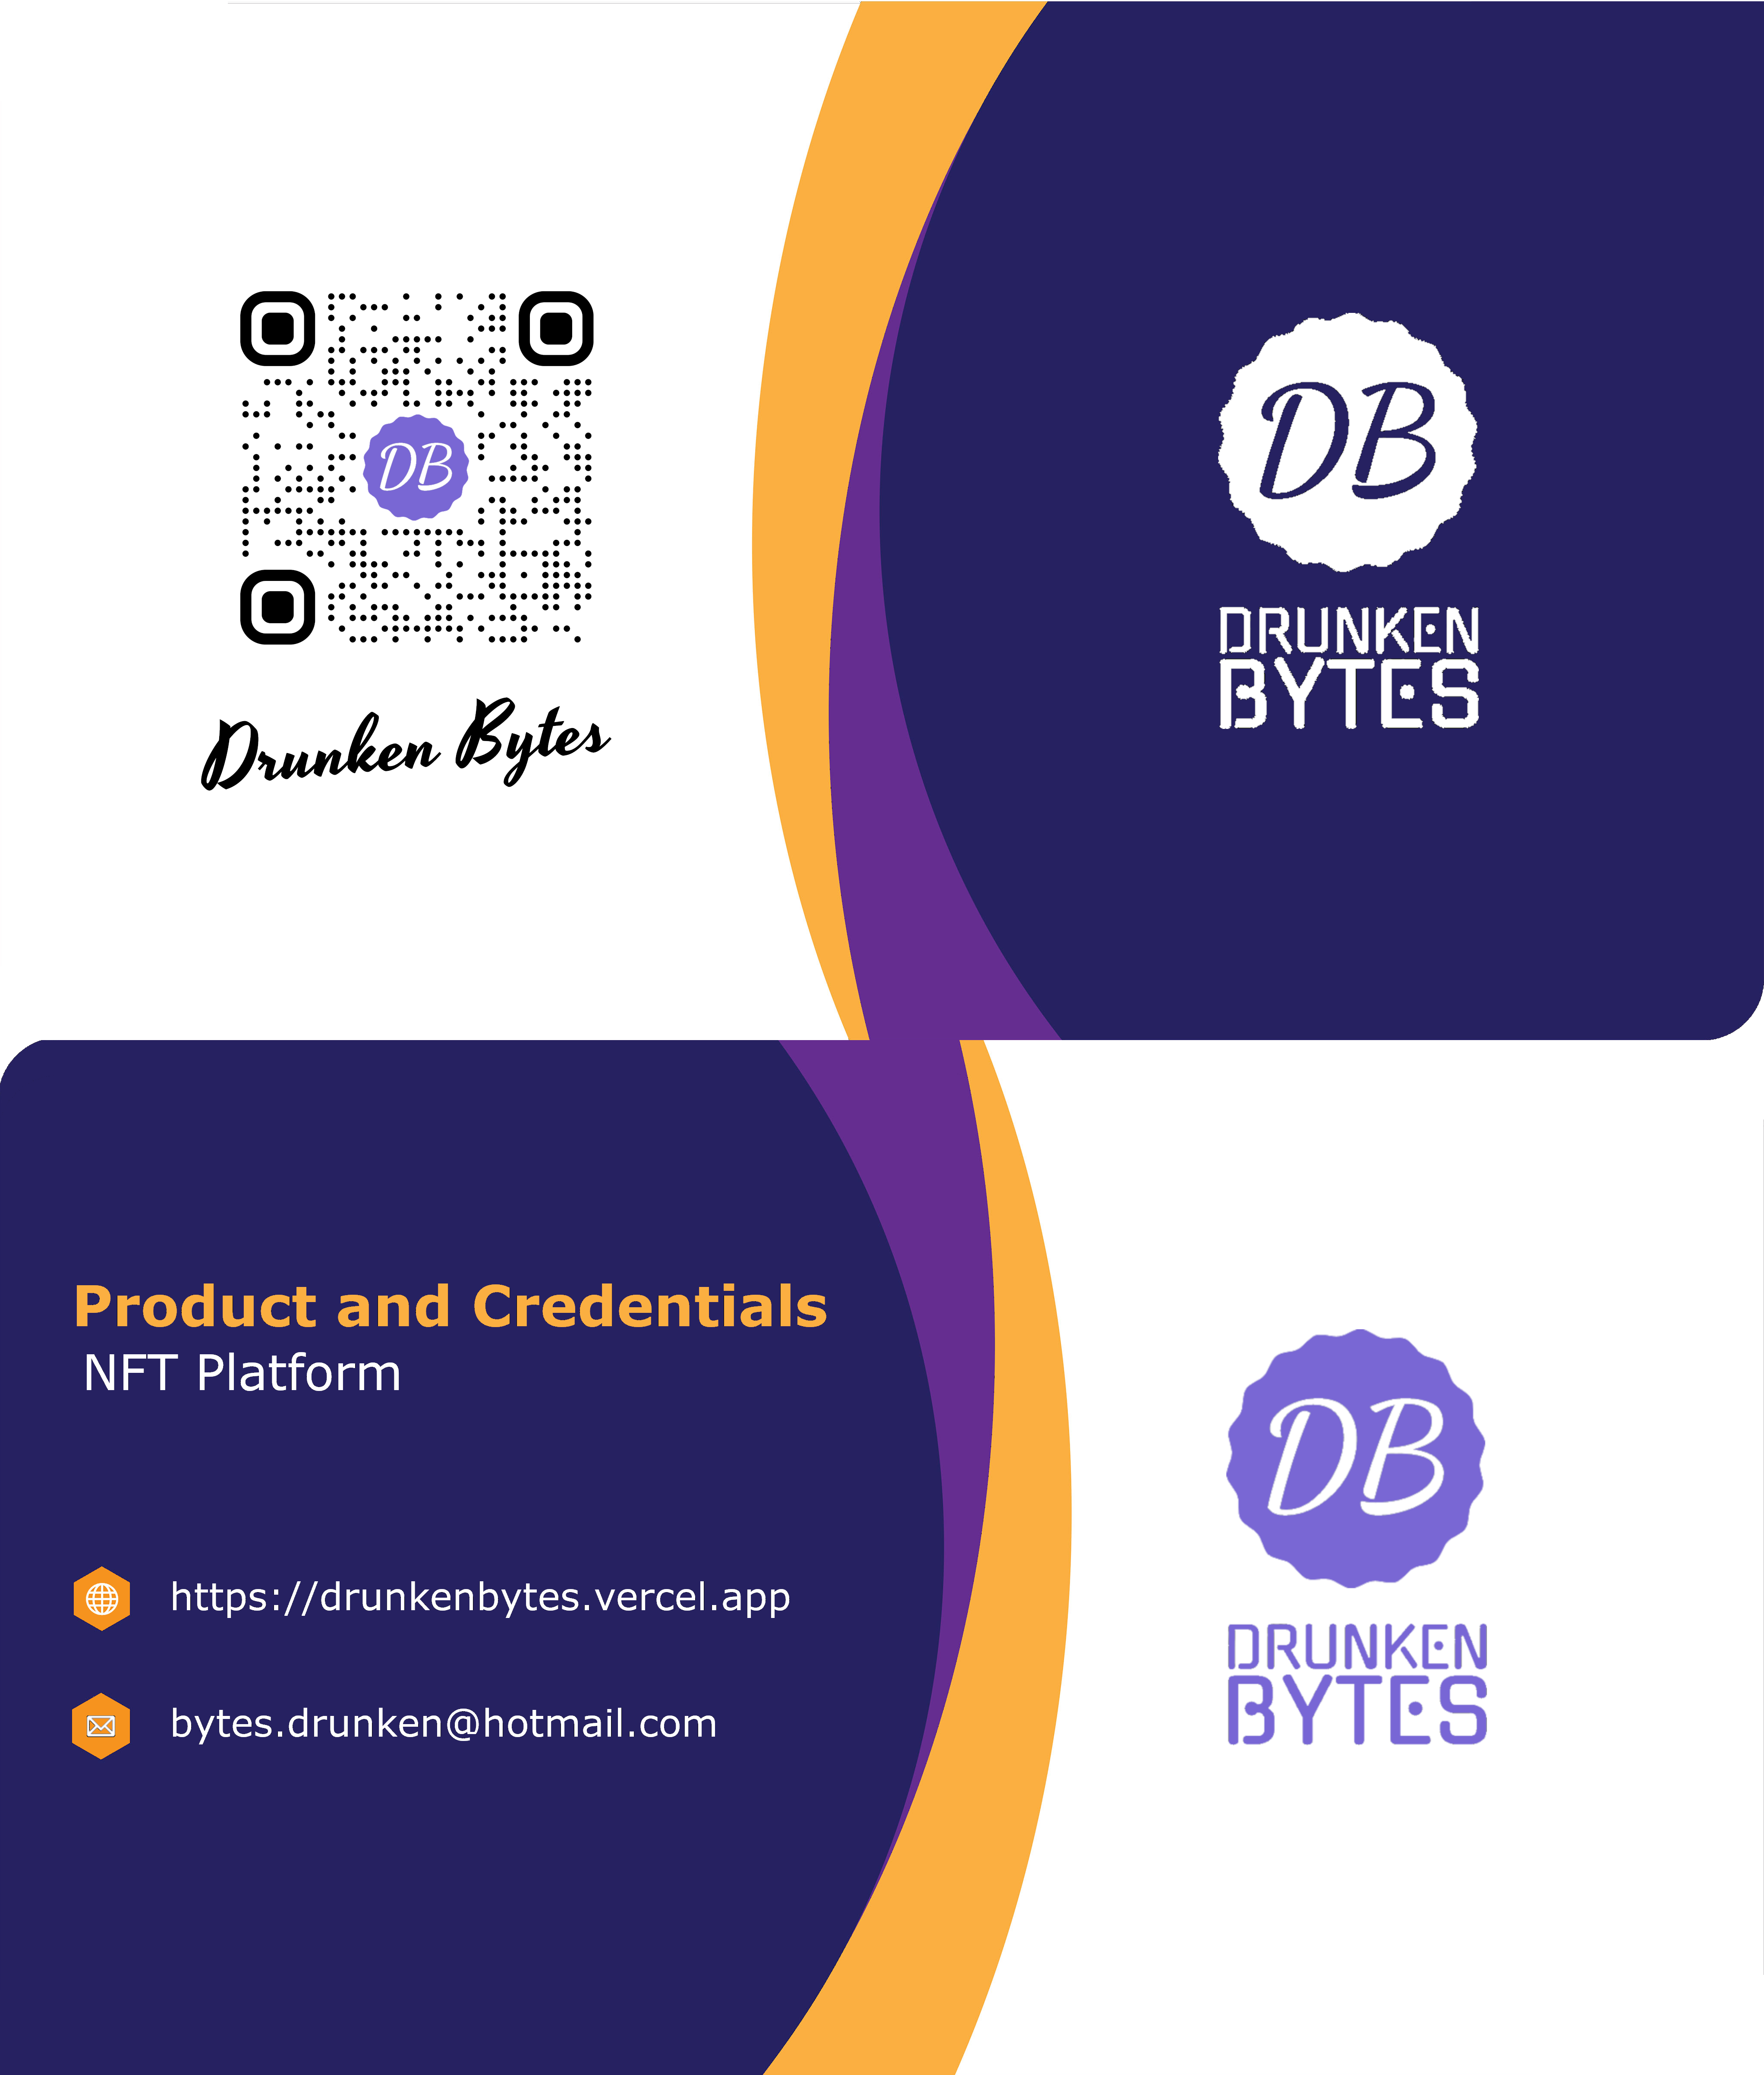 DB
Drunken Bytes
DB
DRUNKEN
BYTES
Product and Credentials
NFT Platform
https://drunkenbytes.vercel.app
bytes.drunken@hotmail.com
DB
DRUNKEN
BYTES